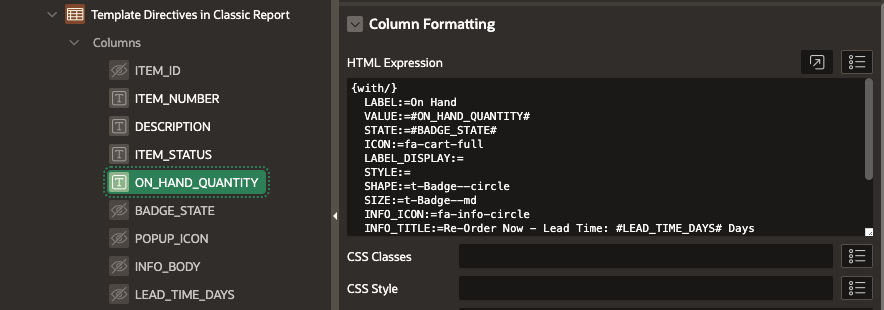 Template Directives in Classic Report
Columns
ITEM_ID
ITEM_NUMBER
DESCRIPTION
ITEM_STATUS
ON_HAND_QUANTITY
BADGE_STATE
POPUP_ICON
INFO_BODY
LEAD_TIME_DAYS
Column Formatting
HTML Expression
{with/}
LABEL:=On Hand
VALUE:=#ON_HAND_QUANTITY#
STATE:=#BADGE_STATE#
ICON:=fa-cart-full
LABEL_DISPLAY:=
STYLE:=
SHAPE:=t-Badge--circle
SIZE:=t-Badge--md
INFO_ICON:=fa-info-circle
INFO_TITLE:=Re-Order Now - Lead Time: #LEAD_TIME_DAYS# Days
CSS Classes
CSS Style